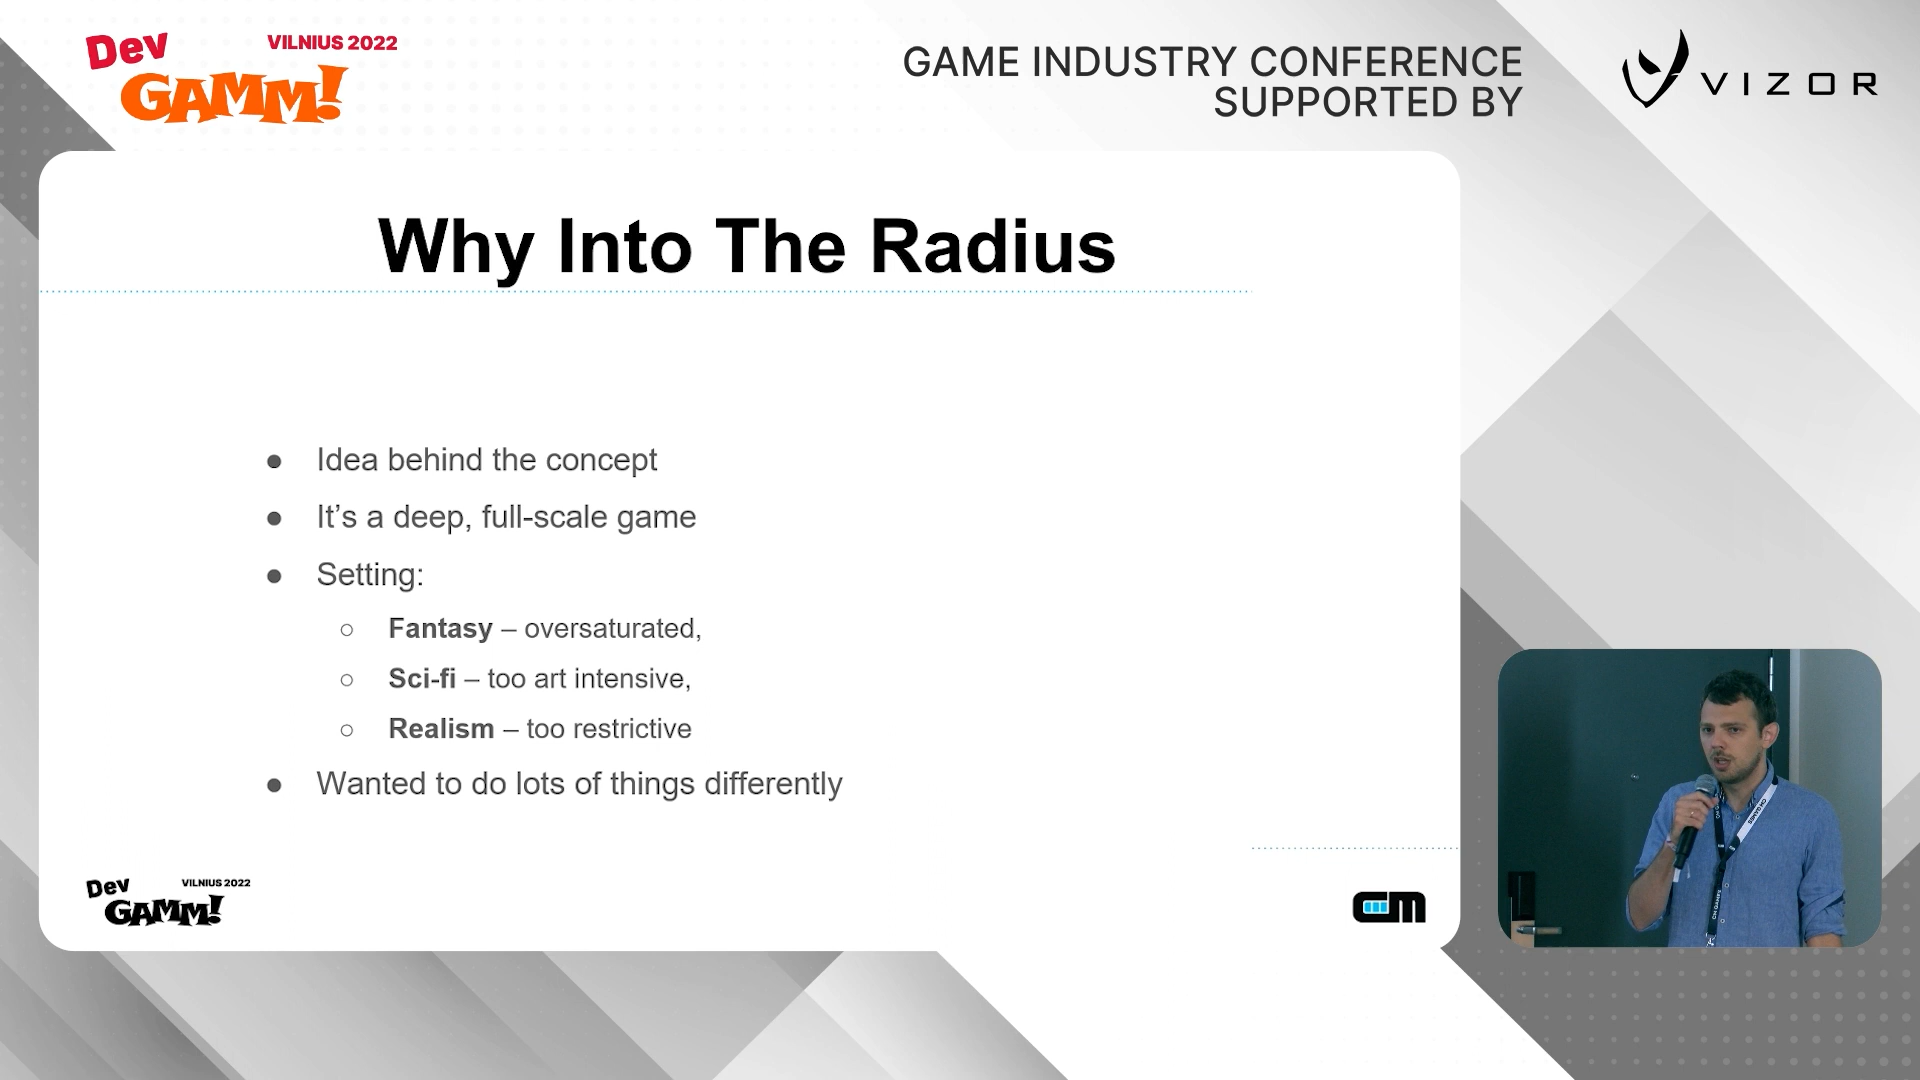 Dev
GAMM!
VILNIUS 2022
GAME INDUSTRY CONFERENCE
SUPPORTED BY
VIZOR
Why Into The Radius
● Idea behind the concept
● It’s a deep, full-scale game
● Setting:
○ Fantasy – oversaturated,
○ Sci-fi – too art intensive,
○ Realism – too restrictive
● Wanted to do lots of things differently
Dev
GAMM!
VILNIUS 2022
CM